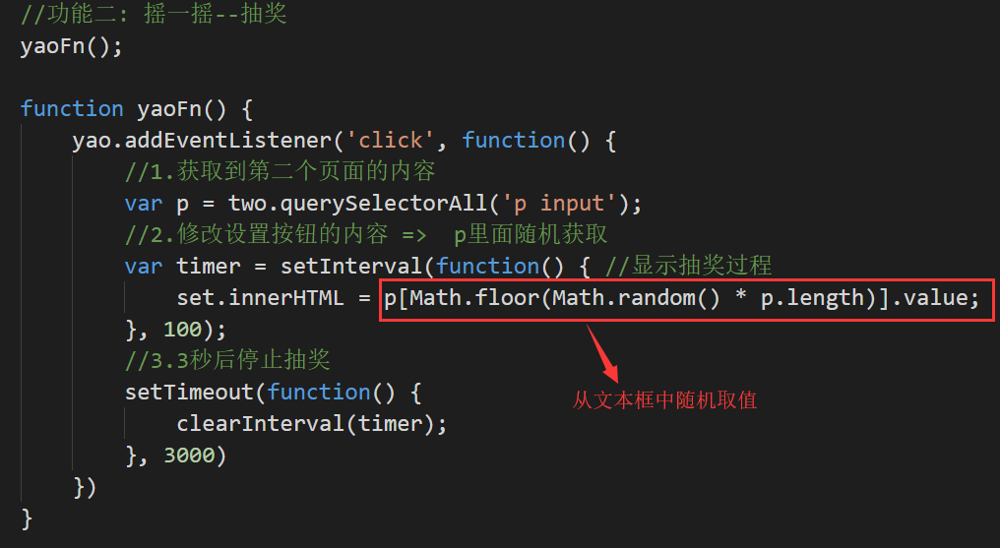 //功能二: 摇一摇--抽奖
yaoFn();
function yaoFn() {
yao.addEventListener('click', function() {
//1.获取到第二个页面的内容
var p = two.querySelectorAll('p input');
//2.修改设置按钮的内容 =>  p里面随机获取
var timer = setInterval(function() { //显示抽奖过程
set.innerHTML = p[Math.floor(Math.random() * p.length)].value;
}, 100);
//3.3秒后停止抽奖
setTimeout(function() {
从文本框中随机取值
clearInterval(timer);
}, 3000)
})
}